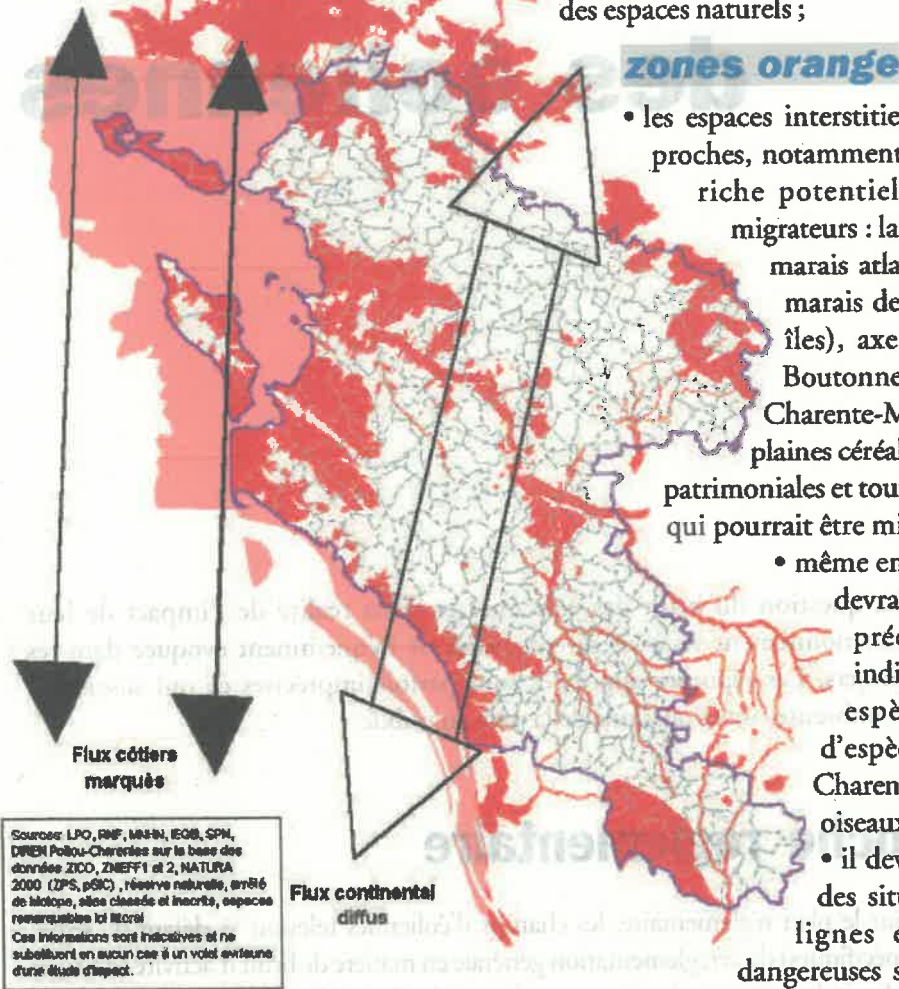 des espaces naturels ;
zones orange
• les espaces interstitie
proches, notamment
riche potentiel
migrateurs : la
marais atla
marais de
îles), axe
Boutonne
Charente-M
plaines céréal
patrimoniales et tou
qui pourrait être mi
• même en
devra
préc
indi
espè
d'espè
Charen
oiseaux
• il dev
des situ
lignes é
dangereuses s
Flux côtiers
marqués
Flux continental
diffus
Sources: LPO, RNF, MNHN, IEGB, SPN,
DIREN Poitou-Charentes sur la base des
données ZICO, ZNIEFF1 et 2, NATURA
2000 (ZPS, pSIC) , réserve naturelle, arrêté
de biotope, sites classés et inscrits, espaces
remarquables loi littoral
Ces informations sont indicatives et ne
substituent en aucun cas à un volet avifaune
d'une étude d'impact.